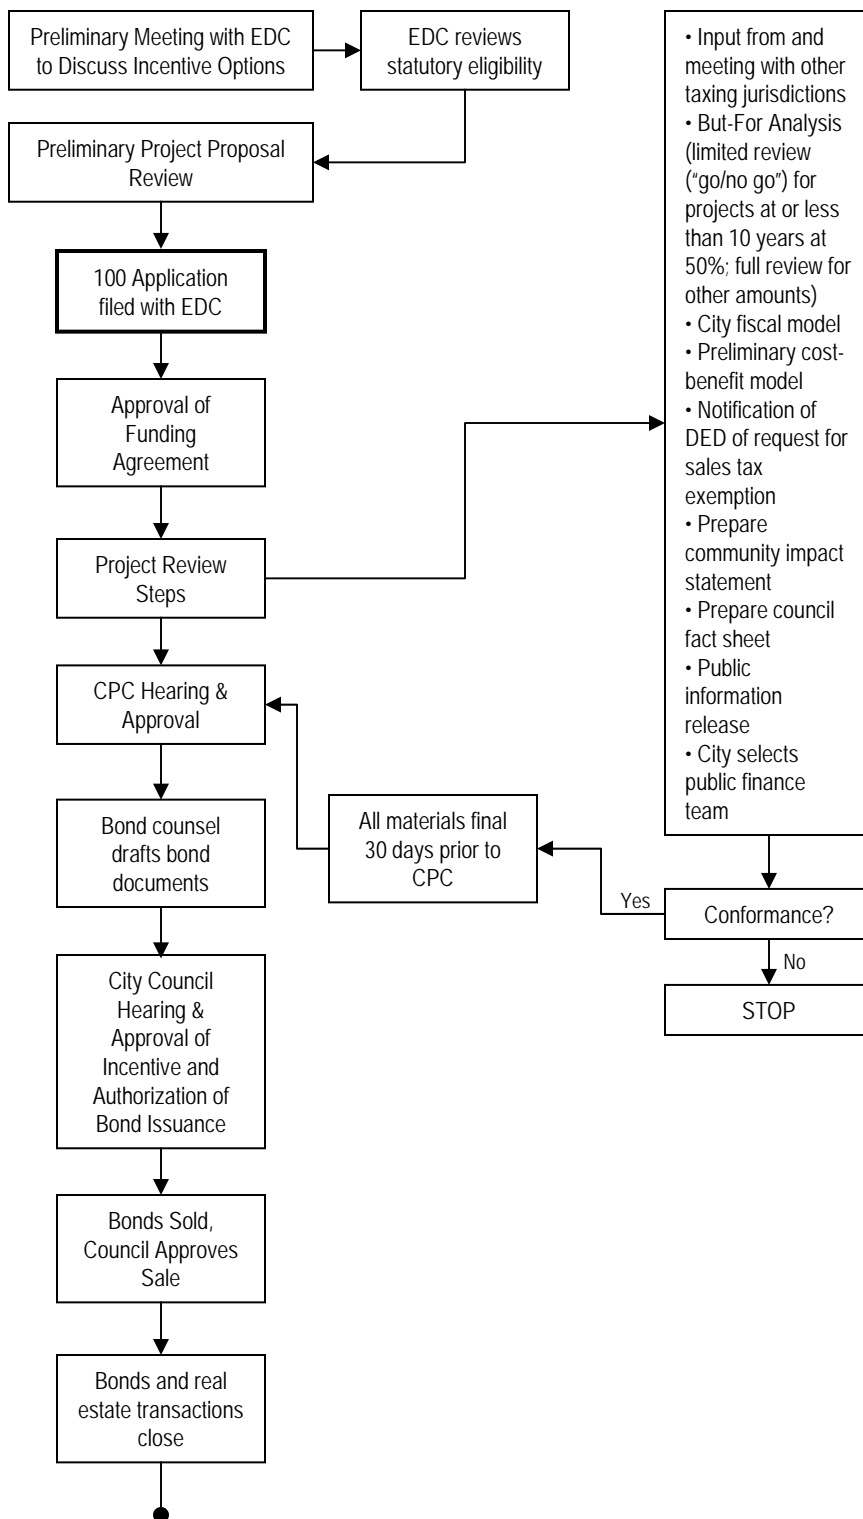 Preliminary Meeting with EDC
to Discuss Incentive Options
EDC reviews
statutory eligibility
Preliminary Project Proposal
Review
100 Application
filed with EDC
Approval of
Funding
Agreement
Project Review
Steps
• Input from and
meeting with other
taxing jurisdictions
• But-For Analysis
(limited review
(“go/no go”) for
projects at or less
than 10 years at
50%; full review for
other amounts)
• City fiscal model
• Preliminary cost-
benefit model
• Notification of
DED of request for
sales tax
exemption
• Prepare
community impact
statement
• Prepare council
fact sheet
• Public
information
release
• City selects
public finance
team
Conformance?
Yes
No
STOP
All materials final
30 days prior to
CPC
CPC Hearing &
Approval
Bond counsel
drafts bond
documents
City Council
Hearing &
Approval of
Incentive and
Authorization of
Bond Issuance
Bonds Sold,
Council Approves
Sale
Bonds and real
estate transactions
close